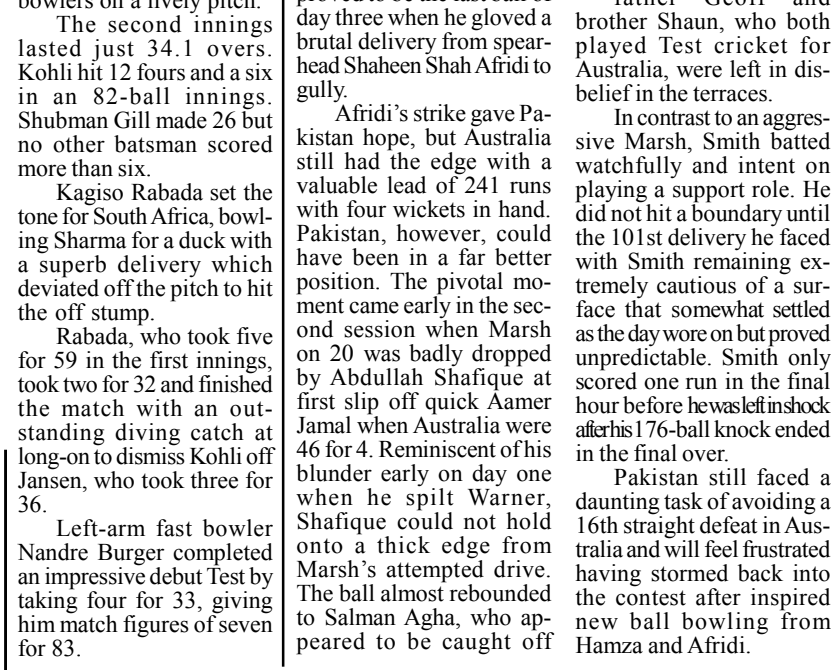 bowlers on a lively pitch.
The second innings
lasted just 34.1 overs.
Kohli hit 12 fours and a six
in an 82-ball innings.
Shubman Gill made 26 but
no other batsman scored
more than six.
Kagiso Rabada set the
tone for South Africa, bowl-
ing Sharma for a duck with
a superb delivery which
deviated off the pitch to hit
the off stump.
Rabada, who took five
for 59 in the first innings,
took two for 32 and finished
the match with an out-
standing diving catch at
long-on to dismiss Kohli off
Jansen, who took three for
36.
Left-arm fast bowler
Nandre Burger completed
an impressive debut Test by
taking four for 33, giving
him match figures of seven
for 83.
proved to be the last ball of
day three when he gloved a
brutal delivery from spear-
head Shaheen Shah Afridi to
gully.
Afridi's strike gave Pa-
kistan hope, but Australia
still had the edge with a
valuable lead of 241 runs
with four wickets in hand.
Pakistan, however, could
have been in a far better
position. The pivotal mo-
ment came early in the sec-
ond session when Marsh
on 20 was badly dropped
by Abdullah Shafique at
first slip off quick Aamer
Jamal when Australia were
46 for 4. Reminiscent of his
blunder early on day one
when he spilt Warner,
Shafique could not hold
onto a thick edge from
Marsh's attempted drive.
The ball almost rebounded
to Salman Agha, who ap-
peared to be caught off
father Geoff and
brother Shaun, who both
played Test cricket for
Australia, were left in dis-
belief in the terraces.
In contrast to an aggres-
sive Marsh, Smith batted
watchfully and intent on
playing a support role. He
did not hit a boundary until
the 101st delivery he faced
with Smith remaining ex-
tremely cautious of a sur-
face that somewhat settled
as the day wore on but proved
unpredictable. Smith only
scored one run in the final
hour before he was left in shock
after his 176-ball knock ended
in the final over.
Pakistan still faced a
daunting task of avoiding a
16th straight defeat in Aus-
tralia and will feel frustrated
having stormed back into
the contest after inspired
new ball bowling from
Hamza and Afridi.